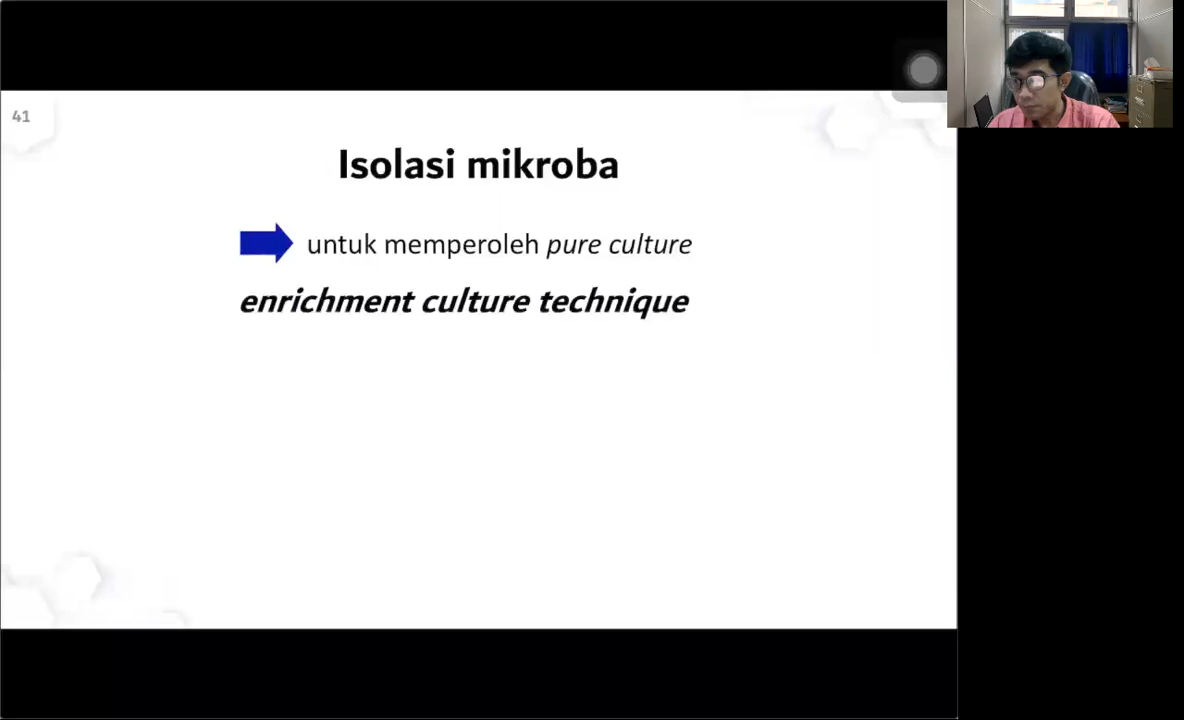 41
Isolasi mikroba
untuk memperoleh pure culture
enrichment culture technique